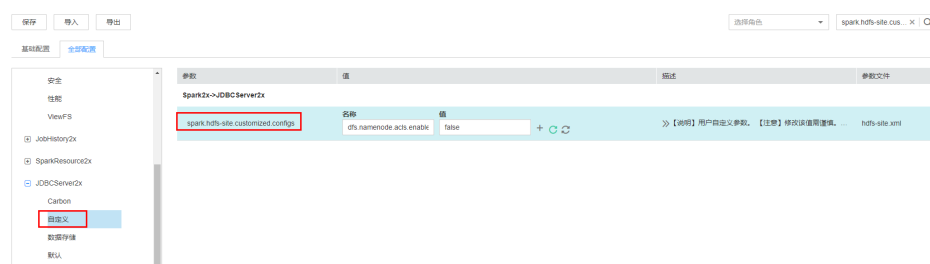 保存 导入 导出 选择角色 spark.hdfs-site.cus...
基础配置 全部配置
安全
性能
ViewFS
JobHistory2x
SparkResource2x
JDBCServer2x
Carbon
自定义
数据存储
默认
参数 值 描述 参数文件
Spark2x->JDBCServer2x
名称 值
spark.hdfs-site.customized.configs dfs.namenode.acls.enable false 【说明】用户自定义参数。 【注意】修改该值需谨慎。... hdfs-site.xml